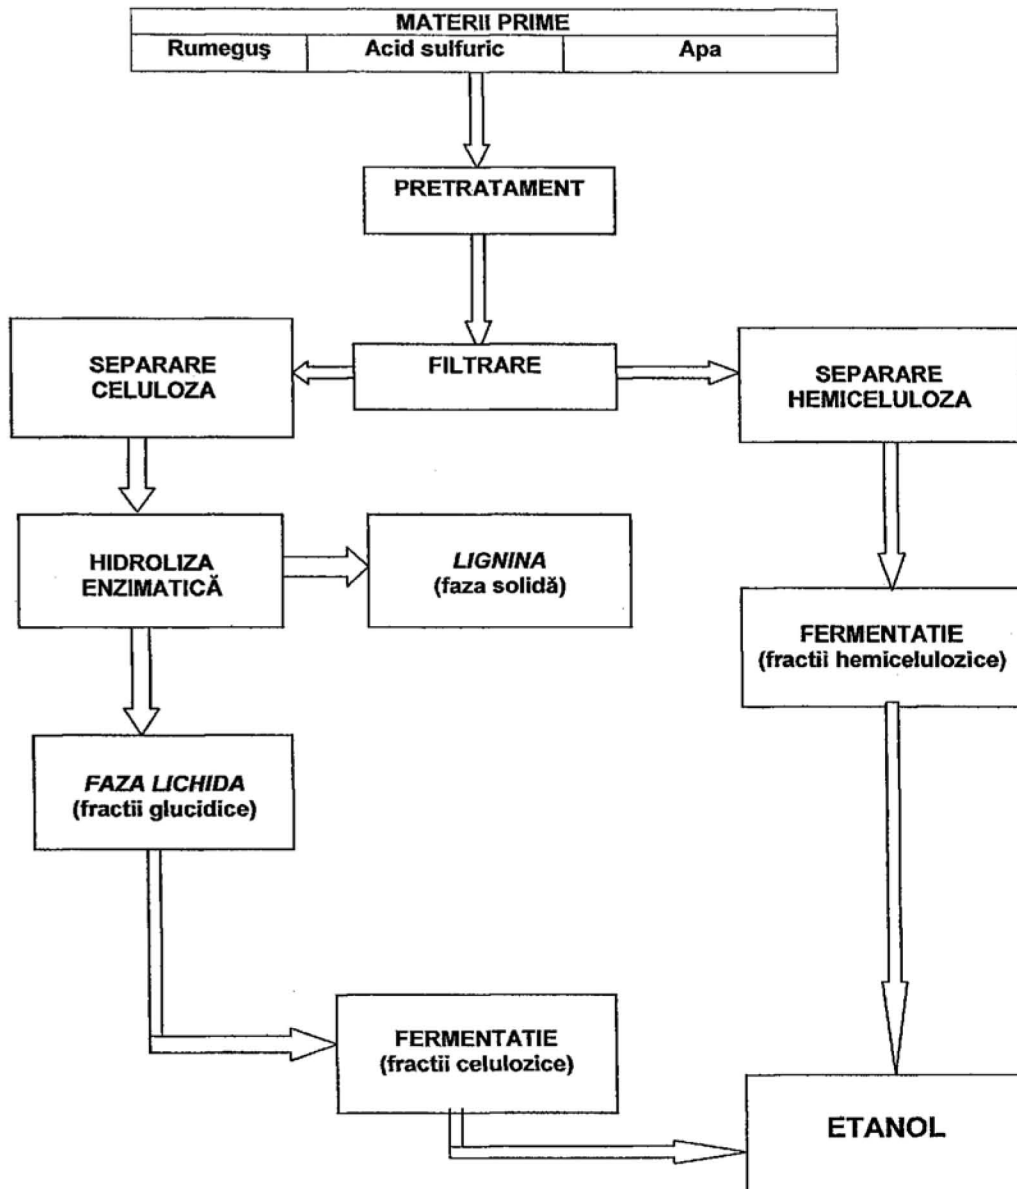 MATERII PRIME
Rumeguş Acid sulfuric Apa
PRETRATAMENT
FILTRARE
SEPARARE
CELULOZA
SEPARARE
HEMICELULOZA
HIDROLIZA
ENZIMATICĂ
LIGNINA
(faza solidă)
FERMENTATIE
(fractii hemicelulozice)
FAZA LICHIDA
(fractii glucidice)
FERMENTATIE
(fractii celulozice)
ETANOL